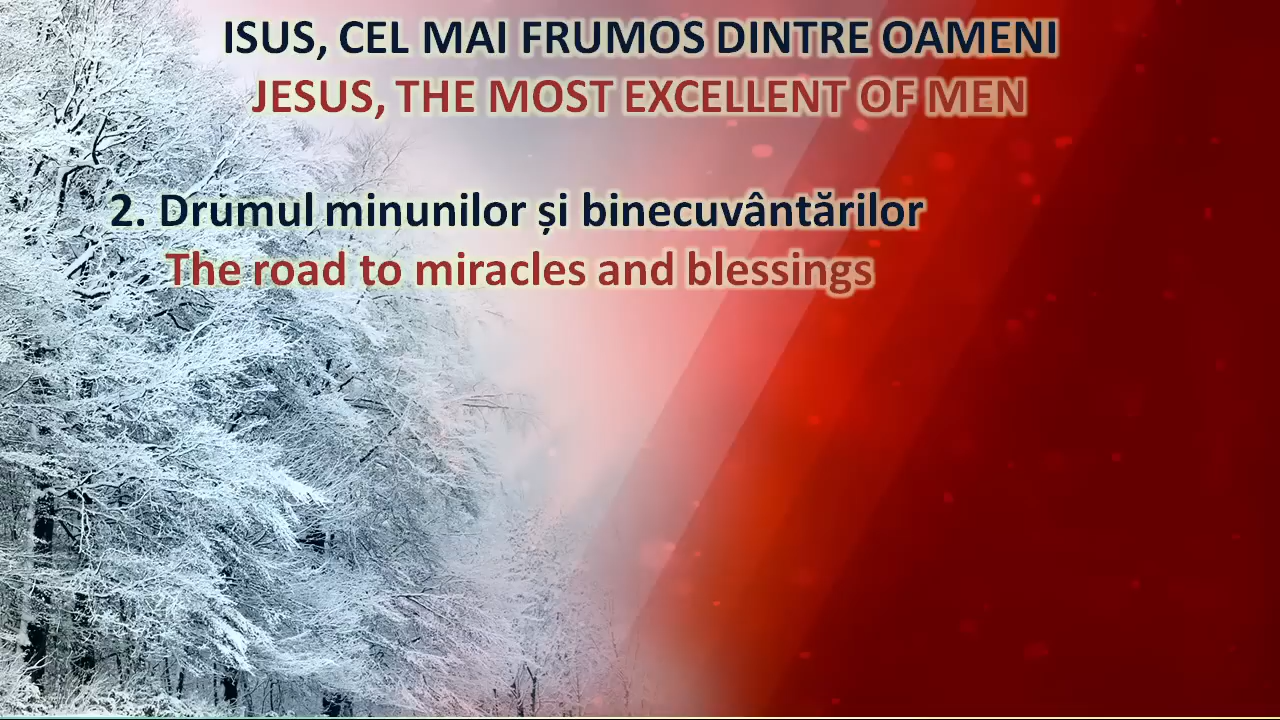 ISUS, CEL MAI FRUMOS DINTRE OAMENI
JESUS, THE MOST EXCELLENT OF MEN
2. Drumul minunilor și binecuvântărilor
The road to miracles and blessings